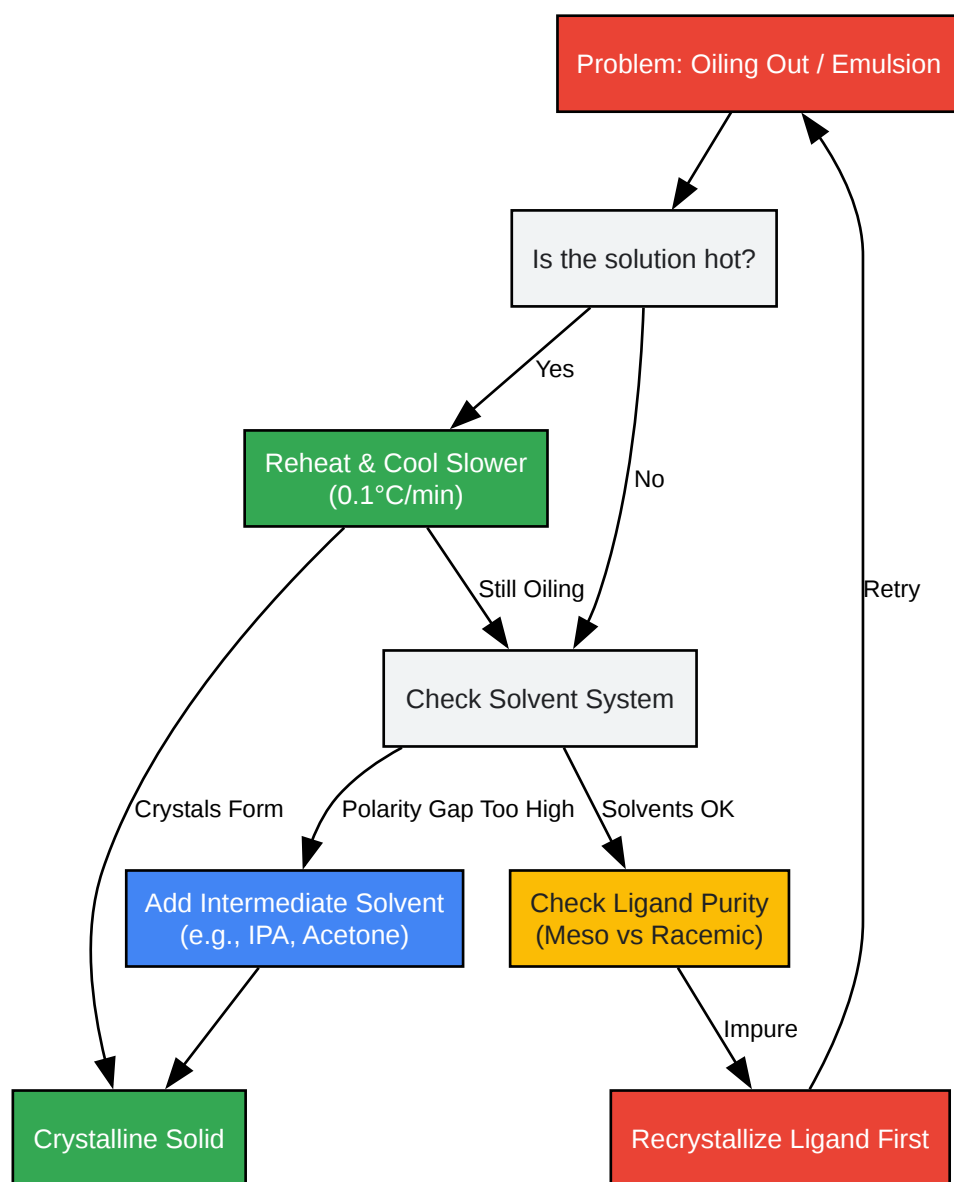 Problem: Oiling Out / Emulsion
Is the solution hot?
Yes
Reheat & Cool Slower
(0.1°C/min)
No
Still Oiling
Retry
Check Solvent System
Crystals Form
Polarity Gap Too High
Solvents OK
Add Intermediate Solvent
(e.g., IPA, Acetone)
Check Ligand Purity
(Meso vs Racemic)
Impure
Crystalline Solid
Recrystallize Ligand First